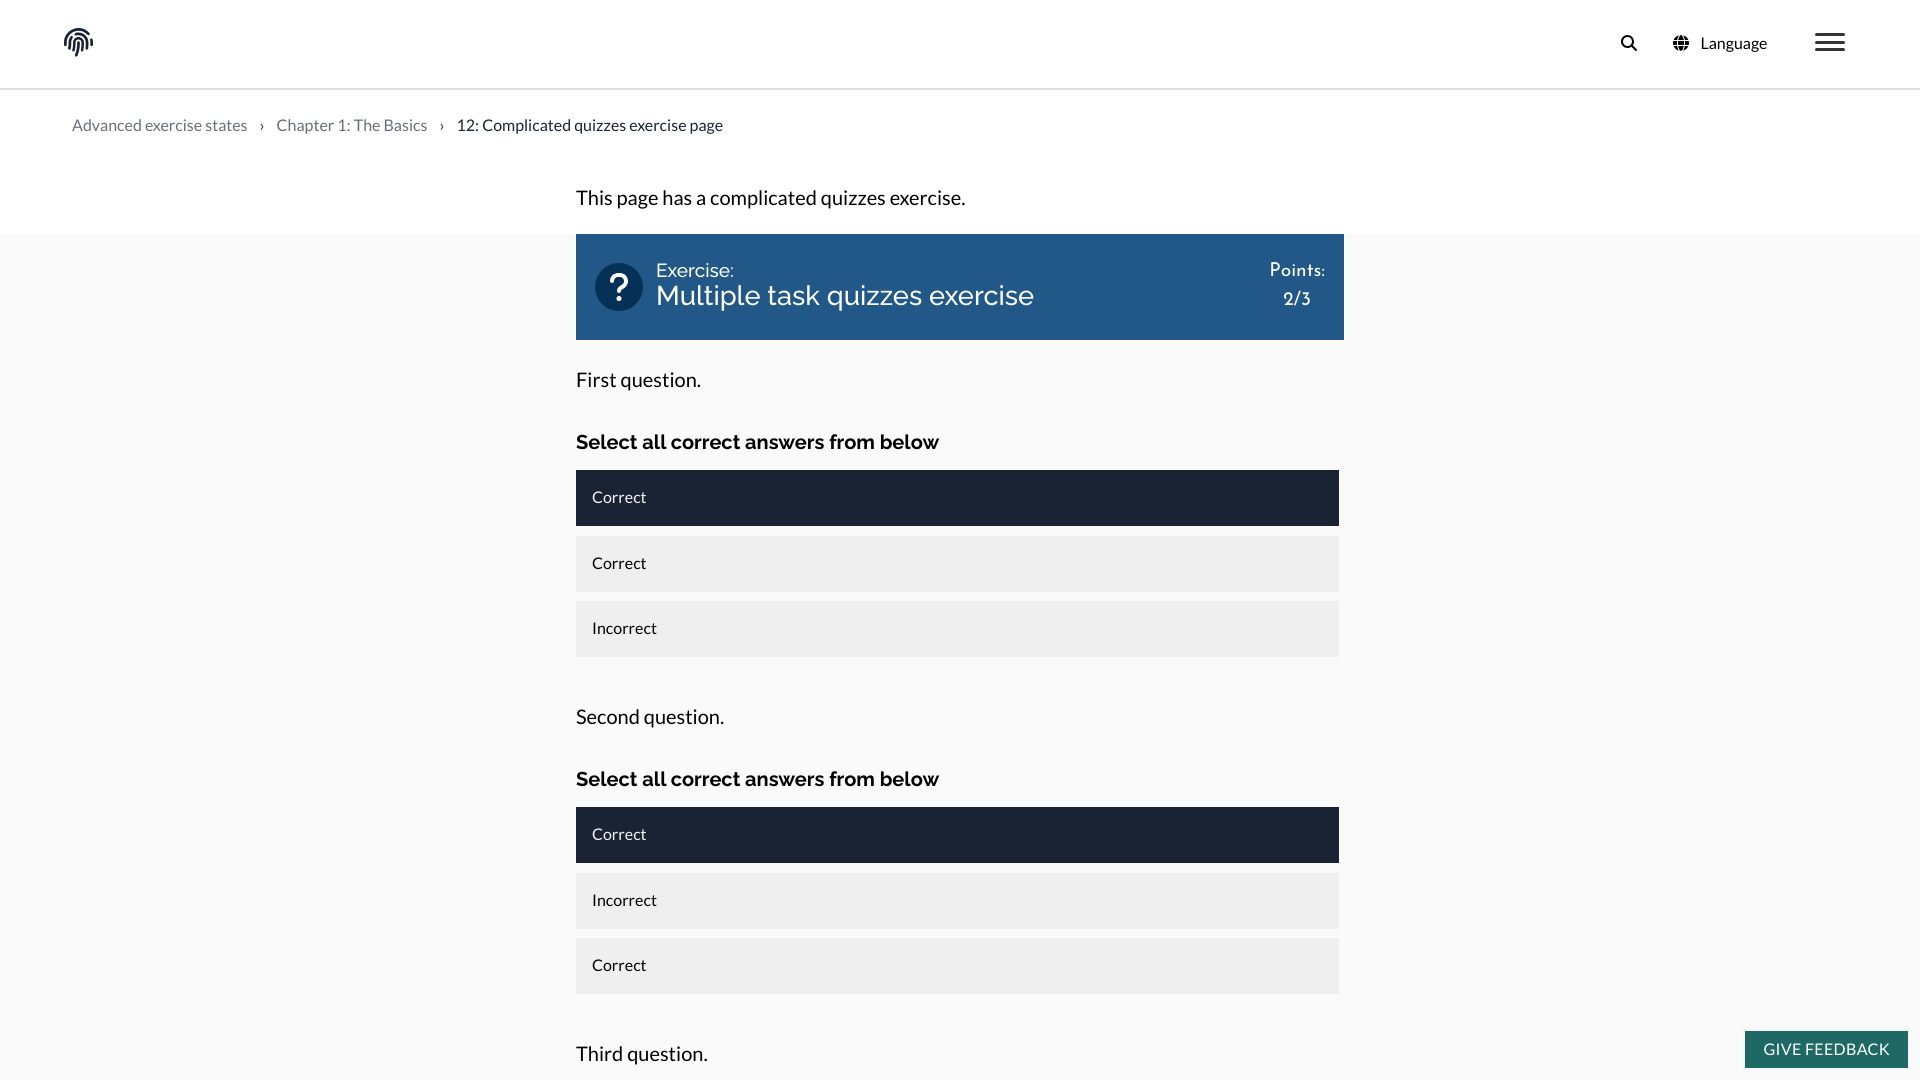 Language
Advanced exercise states › Chapter 1: The Basics › 12: Complicated quizzes exercise page
This page has a complicated quizzes exercise.
Exercise:
Multiple task quizzes exercise
Points:
2/3
First question.
Select all correct answers from below
Correct
Correct
Incorrect
Second question.
Select all correct answers from below
Correct
Incorrect
Correct
Third question.
GIVE FEEDBACK